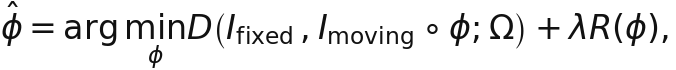 ϕ̂ = arg min_ϕ D(I_fixed , I_moving ∘ ϕ; Ω) + λR(ϕ),